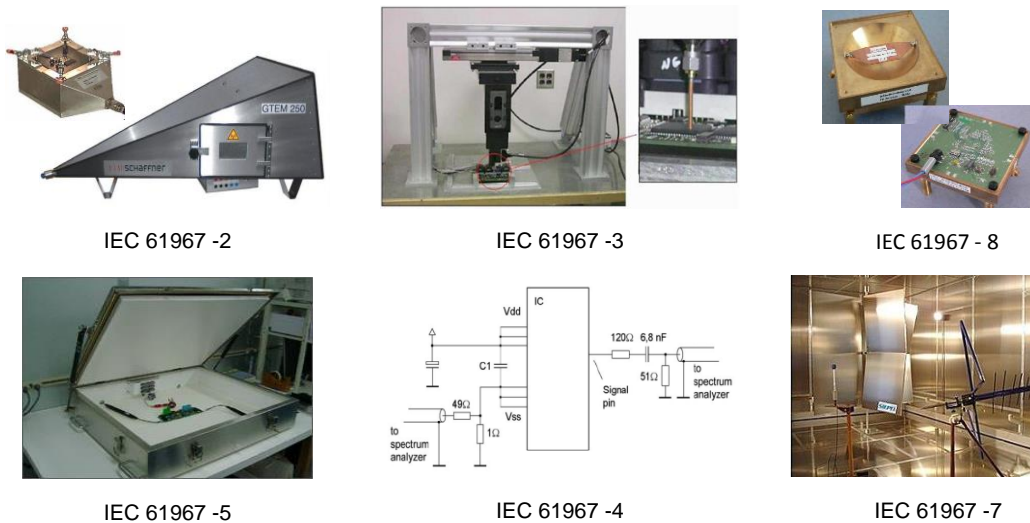 GTEM 250
schaffner
NG
IEC 61967 -2
IEC 61967 -3
IEC 61967 - 8
IC
Vdd
120Ω
6,8 nF
C1
51Ω
to
spectrum
analyzer
Signal
pin
49Ω
Vss
1Ω
to
spectrum
analyzer
SIEPEL
IEC 61967 -5
IEC 61967 -4
IEC 61967 -7